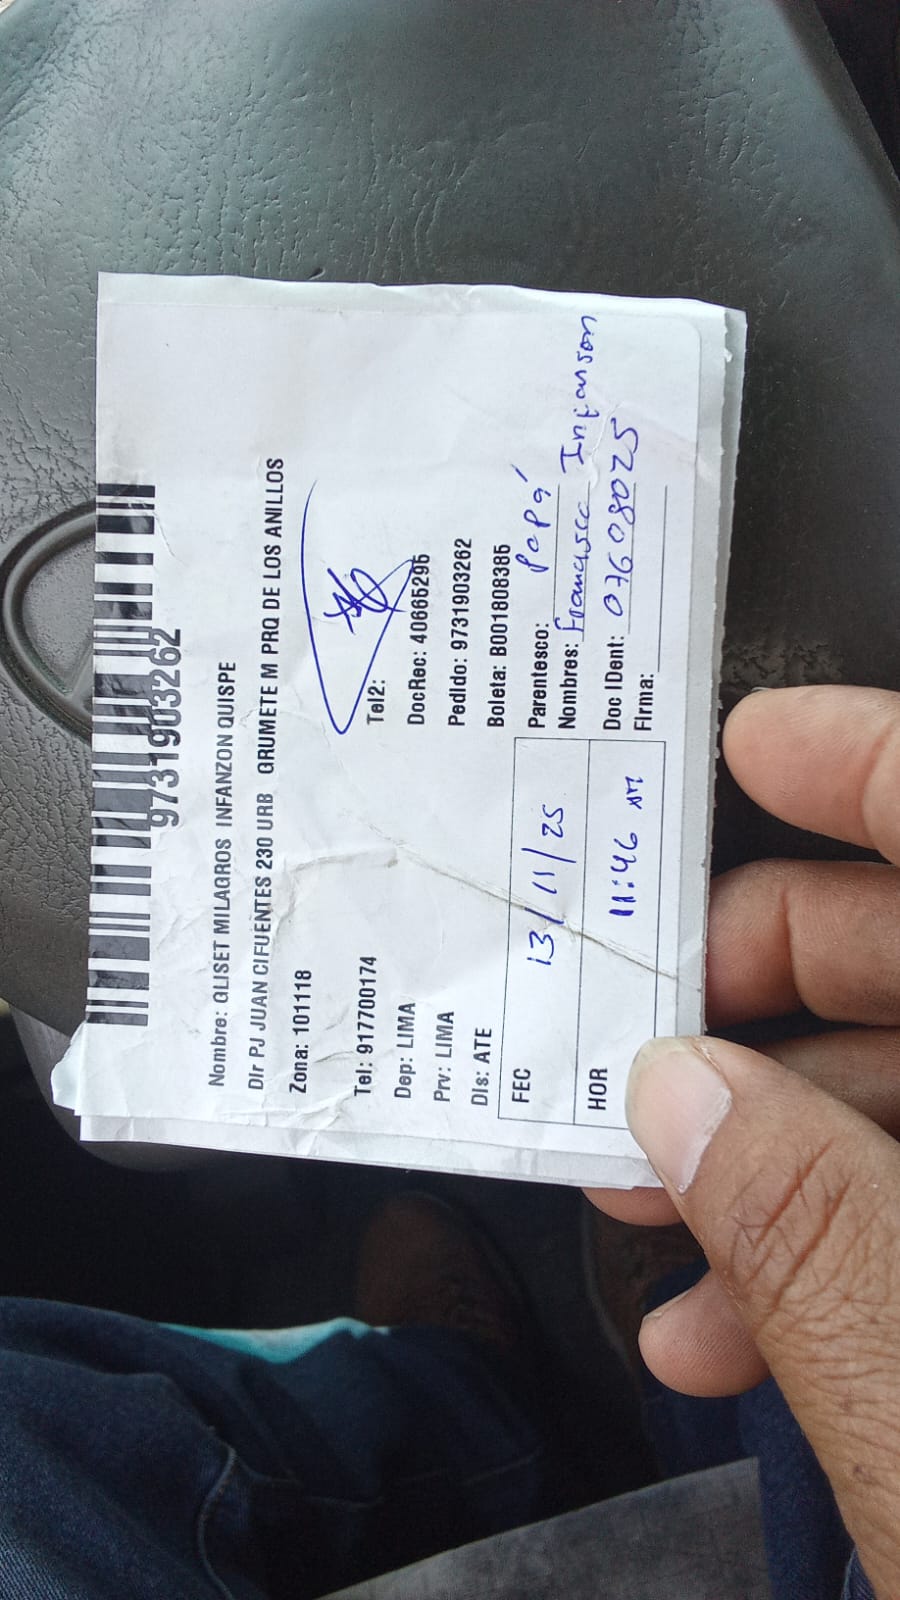 9731903262
Nombre: GLISET MILAGROS INFANZON QUISPE
Dir PJ JUAN CIFUENTES 230 URB GRUMETE M PRQ DE LOS ANILLOS
Zona: 101118
Tel: 917700174 Tel2:
Dep: LIMA DocRec: 40665295
Prv: LIMA Pedido: 9731903262
Dis: ATE Boleta: B001808385
FEC 13/11/25 Parentesco: PaPá
Nombres: Francisco Infanson
HOR 11:46 AM Doc IDent: 07608025
Firma: